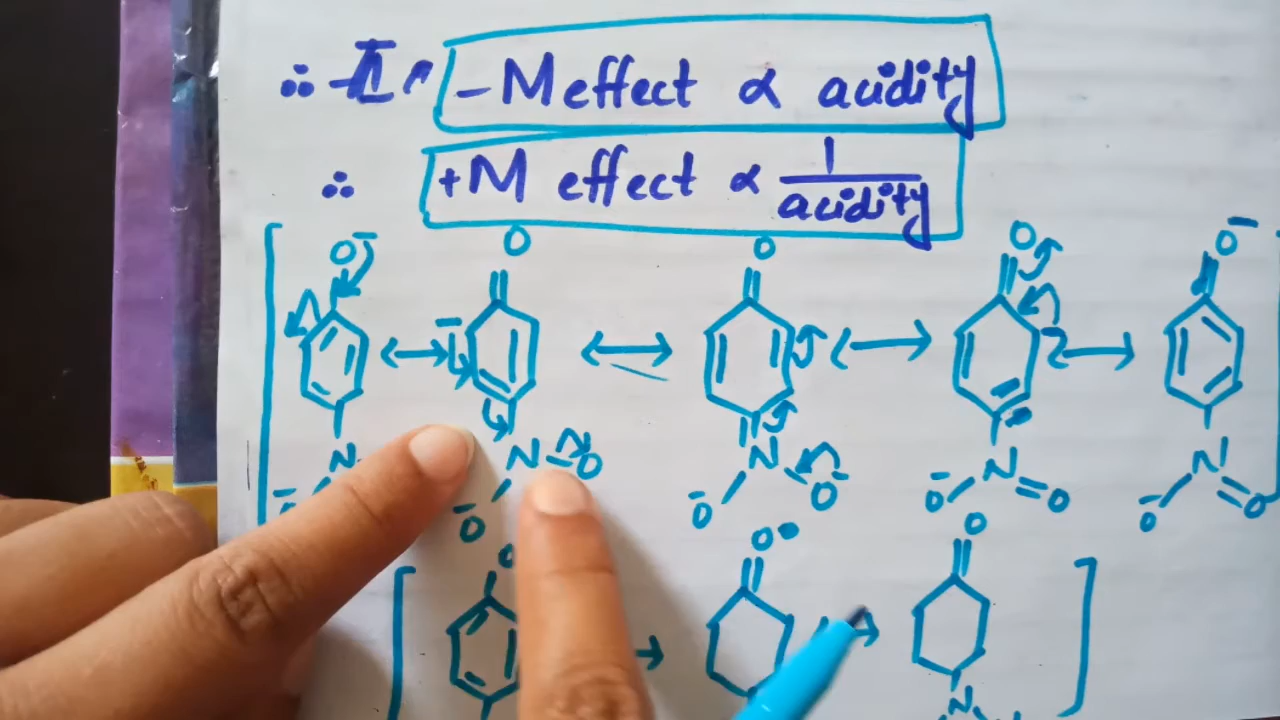 ∴ -I
-M effect ∝ acidity
∴ +M effect ∝ 1/acidity
O⁻ O O O O⁻
N N N N N
O O⁻ O O
⁻O ⁻O ⁻O ⁻O
O O O
N